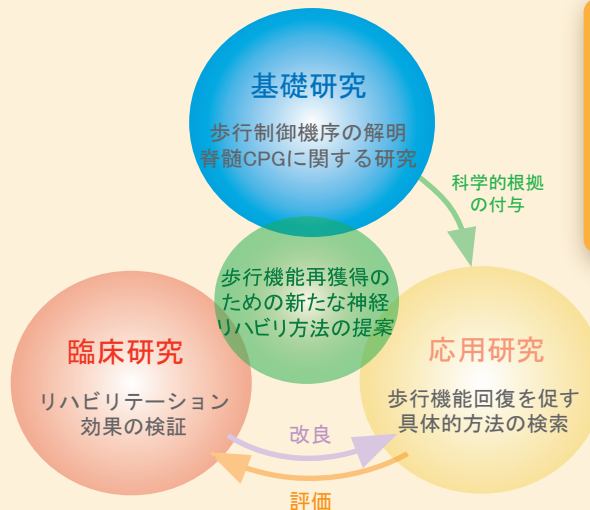 基礎研究
歩行制御機序の解明
脊髄CPGに関する研究
科学的根拠
の付与
歩行機能再獲得の
ための新たな神経
リハビリ方法の提案
臨床研究
リハビリテーション
効果の検証
応用研究
歩行機能回復を促す
具体的方法の検索
改良
評価